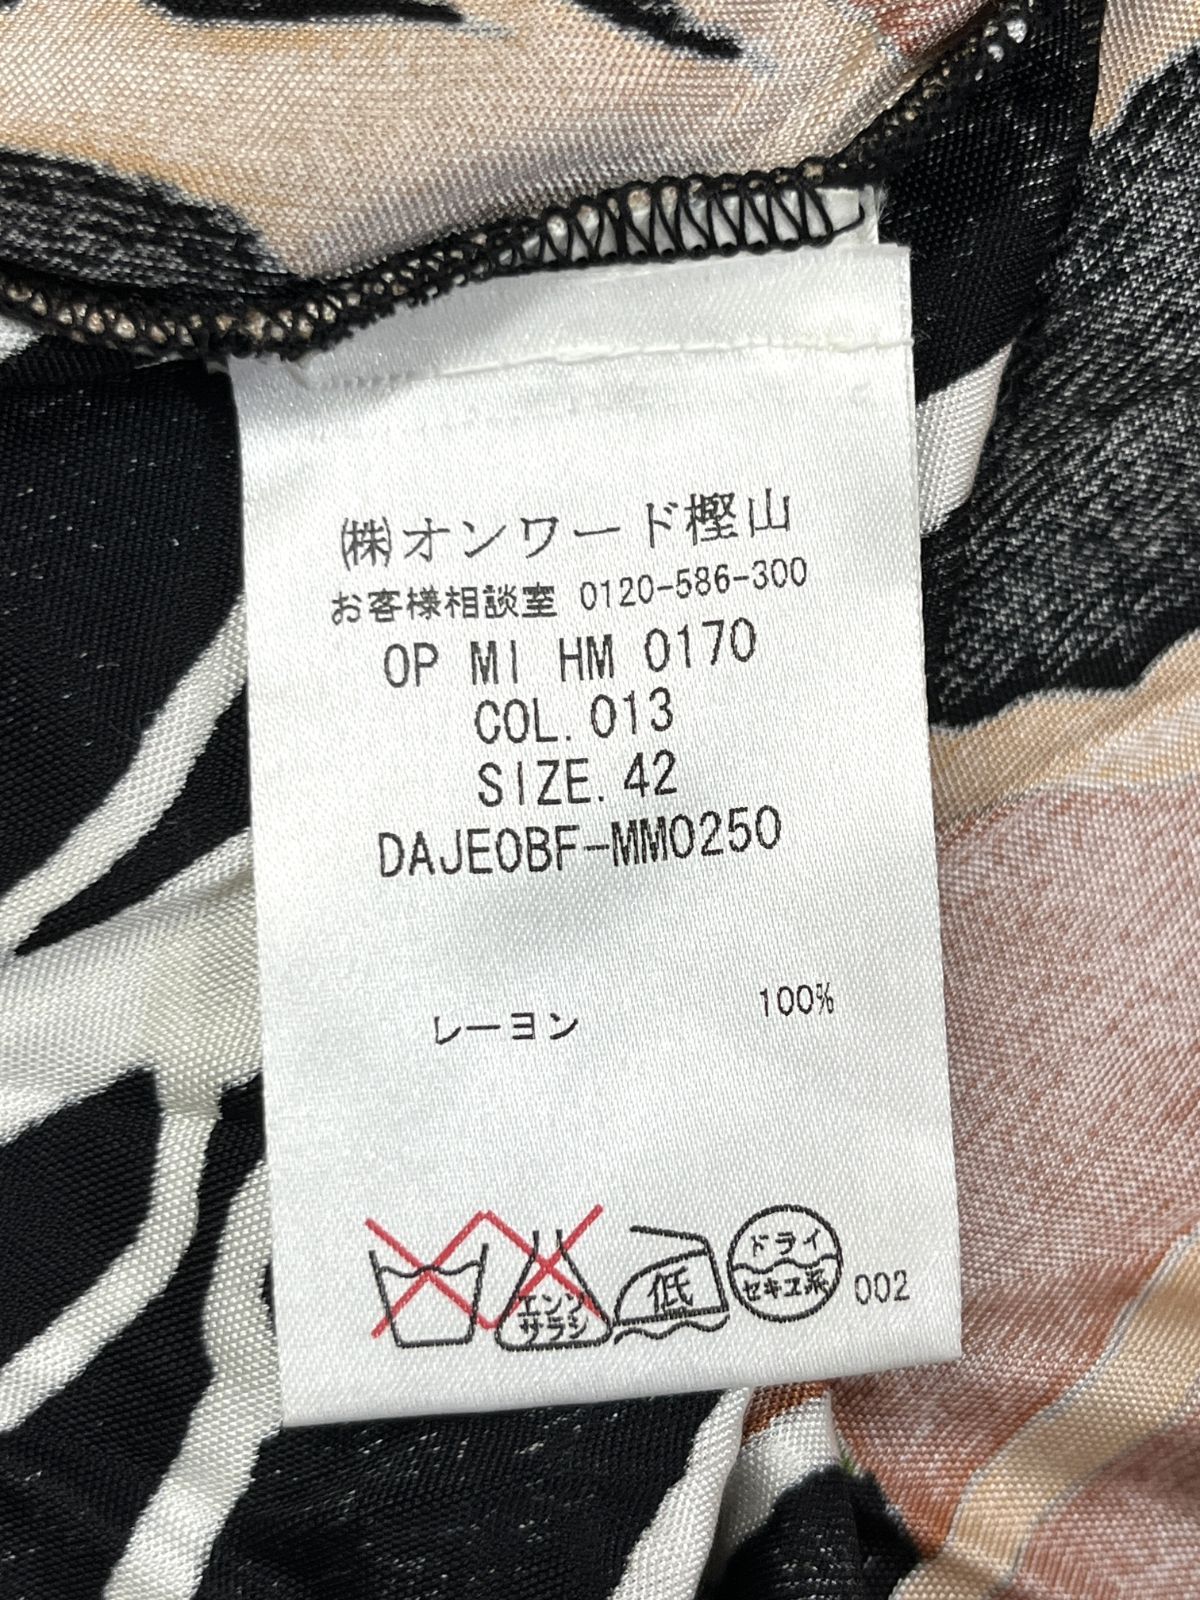 ㈱オンワード樫山
お客様相談室 0120-586-300
OP MI HM 0170
COL.013
SIZE.42
DAJE0BF-MM0250
レーヨン 100%
エンソ
サラシ
低
ドライ
セキユ系
002